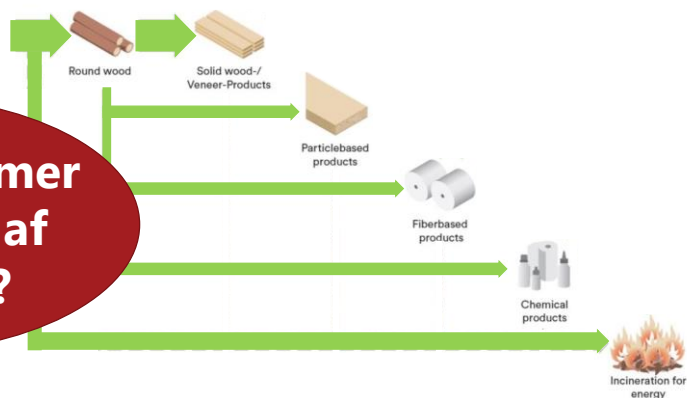 Round wood
Solid wood-/
Veneer-Products
Particlebased
products
mer
af
?
Fiberbased
products
Chemical
products
Incineration for
energy